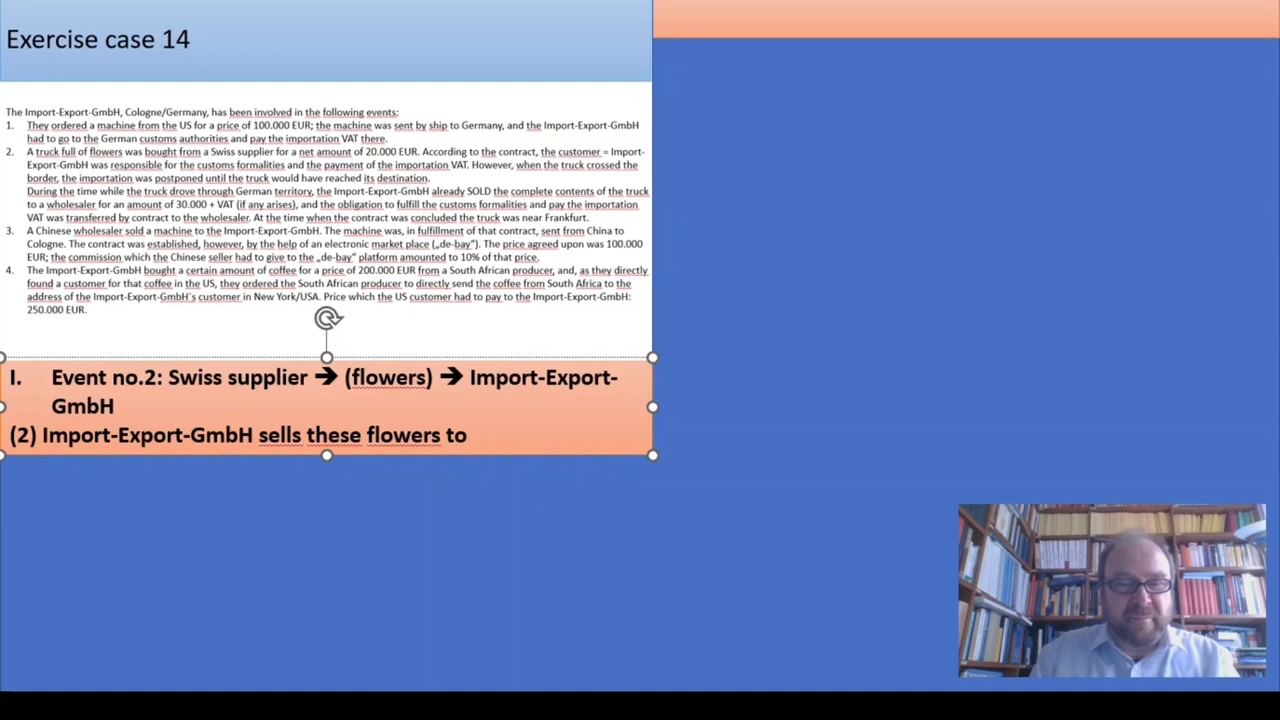 Exercise case 14
The Import-Export-GmbH, Cologne/Germany, has been involved in the following events:
1. They ordered a machine from the US for a price of 100.000 EUR; the machine was sent by ship to Germany, and the Import-Export-GmbH
had to go to the German customs authorities and pay the importation VAT there.
2. A truck full of flowers was bought from a Swiss supplier for a net amount of 20.000 EUR. According to the contract, the customer = Import-
Export-GmbH was responsible for the customs formalities and the payment of the importation VAT. However, when the truck crossed the
border, the importation was postponed until the truck would have reached its destination.
During the time while the truck drove through German territory, the Import-Export-GmbH already SOLD the complete contents of the truck
to a wholesaler for an amount of 30.000 + VAT (if any arises), and the obligation to fulfill the customs formalities and pay the importation
VAT was transferred by contract to the wholesaler. At the time when the contract was concluded the truck was near Frankfurt.
3. A Chinese wholesaler sold a machine to the Import-Export-GmbH. The machine was, in fulfillment of that contract, sent from China to
Cologne. The contract was established, however, by the help of an electronic market place („de-bay“). The price agreed upon was 100.000
EUR; the commission which the Chinese seller had to give to the „de-bay“ platform amounted to 10% of that price.
4. The Import-Export-GmbH bought a certain amount of coffee for a price of 200.000 EUR from a South African producer, and, as they directly
found a customer for that coffee in the US, they ordered the South African producer to directly send the coffee from South Africa to the
address of the Import-Export-GmbH´s customer in New York/USA. Price which the US customer had to pay to the Import-Export-GmbH:
250.000 EUR.
I. Event no.2: Swiss supplier ➔ (flowers) ➔ Import-Export-
GmbH
(2) Import-Export-GmbH sells these flowers to